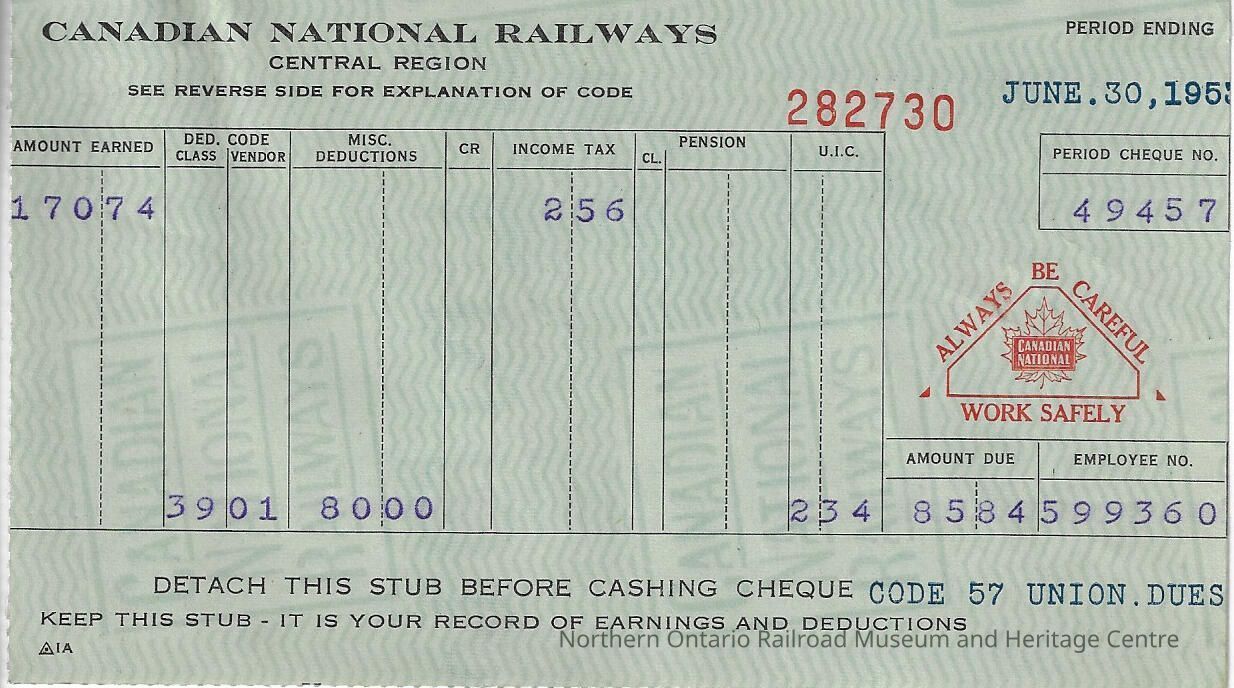 CANADIAN NATIONAL RAILWAYS
CENTRAL REGION
SEE REVERSE SIDE FOR EXPLANATION OF CODE
282730
PERIOD ENDING
JUNE.30,195
AMOUNT EARNED
DED. CODE
CLASS VENDOR
MISC.
DEDUCTIONS
CR
INCOME TAX
CL.
PENSION
U.I.C.
PERIOD CHEQUE NO.
17074
256
49457
ALWAYS BE CAREFUL
CANADIAN
NATIONAL
WORK SAFELY
AMOUNT DUE
EMPLOYEE NO.
3901 8000 234 8584 599360
DETACH THIS STUB BEFORE CASHING CHEQUE CODE 57 UNION.DUES
KEEP THIS STUB - IT IS YOUR RECORD OF EARNINGS AND DEDUCTIONS
Northern Ontario Railroad Museum and Heritage Centre
IA